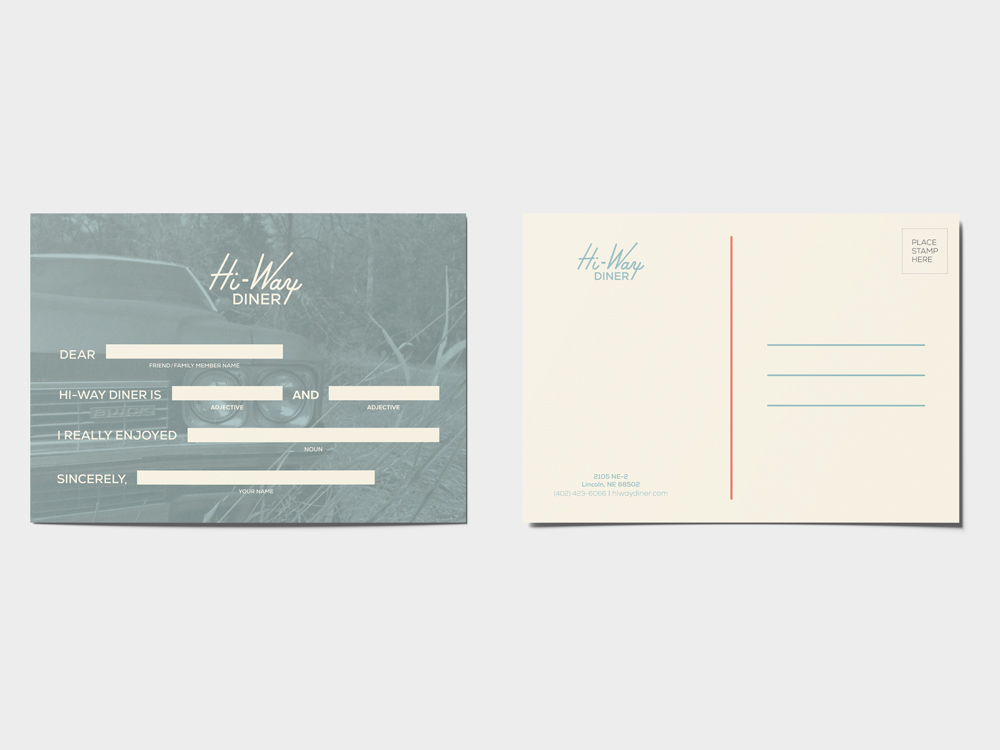 Hi-Way
DINER
DEAR
FRIEND/FAMILY MEMBER NAME
HI-WAY DINER IS AND
ADJECTIVE ADJECTIVE
I REALLY ENJOYED
NOUN
SINCERELY,
YOUR NAME
Hi-Way
DINER
PLACE
STAMP
HERE
2105 NE-2
Lincoln, NE 68502
(402) 423-6066 | hiwaydiner.com